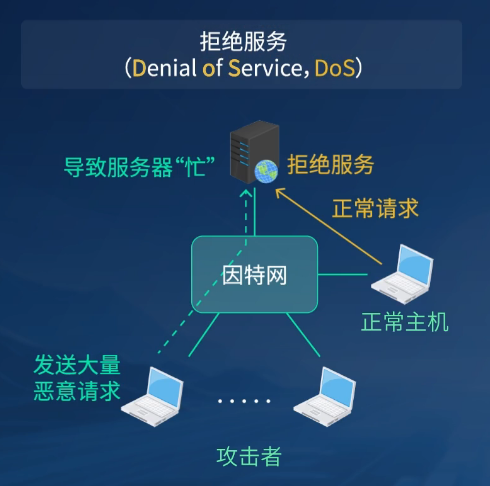 拒绝服务
（Denial of Service，DoS）
导致服务器“忙”
拒绝服务
正常请求
因特网
正常主机
发送大量
恶意请求
……
攻击者